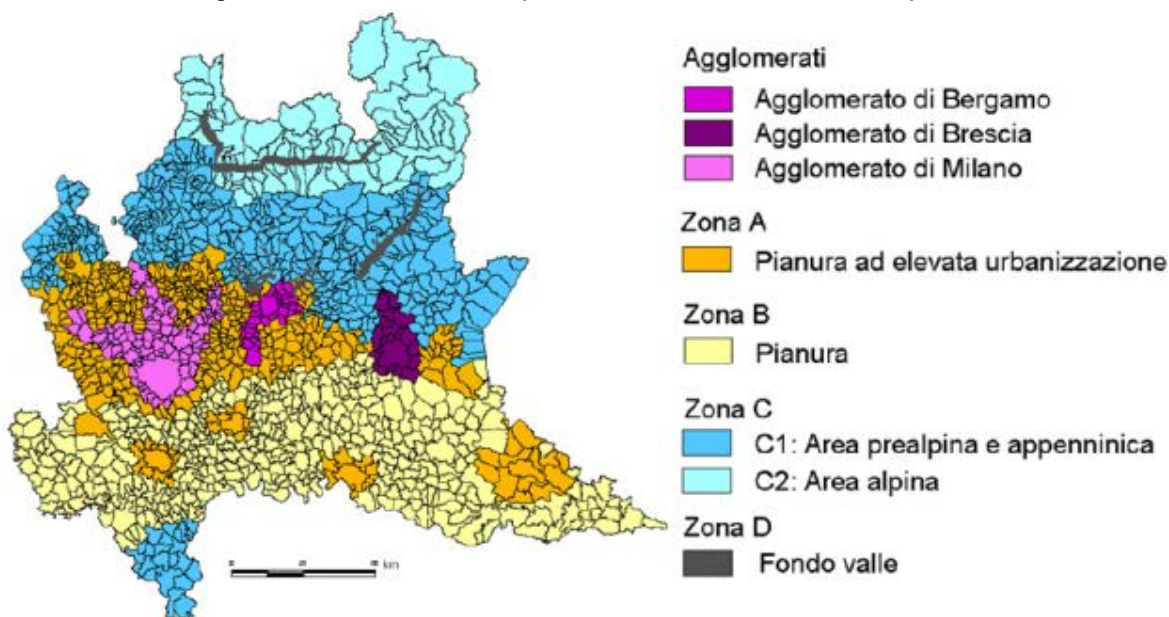 Agglomerati
Agglomerato di Bergamo
Agglomerato di Brescia
Agglomerato di Milano
Zona A
Pianura ad elevata urbanizzazione
Zona B
Pianura
Zona C
C1: Area prealpina e appenninica
C2: Area alpina
Zona D
Fondo valle
km